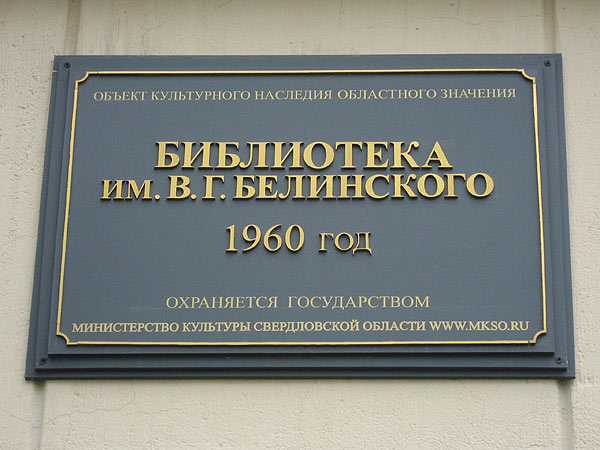 ОБЪЕКТ КУЛЬТУРНОГО НАСЛЕДИЯ ОБЛАСТНОГО ЗНАЧЕНИЯ
БИБЛИОТЕКА
ИМ. В. Г. БЕЛИНСКОГО
1960 ГОД
ОХРАНЯЕТСЯ ГОСУДАРСТВОМ
МИНИСТЕРСТВО КУЛЬТУРЫ СВЕРДЛОВСКОЙ ОБЛАСТИ WWW.MKSO.RU